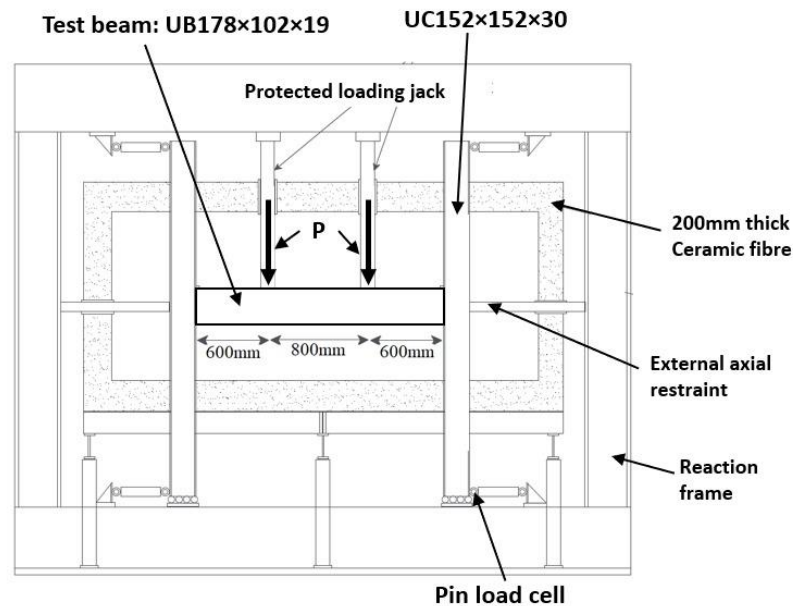 Test beam: UB178×102×19
UC152×152×30
Protected loading jack
P
200mm thick
Ceramic fibre
600mm
800mm
600mm
External axial
restraint
Reaction
frame
Pin load cell